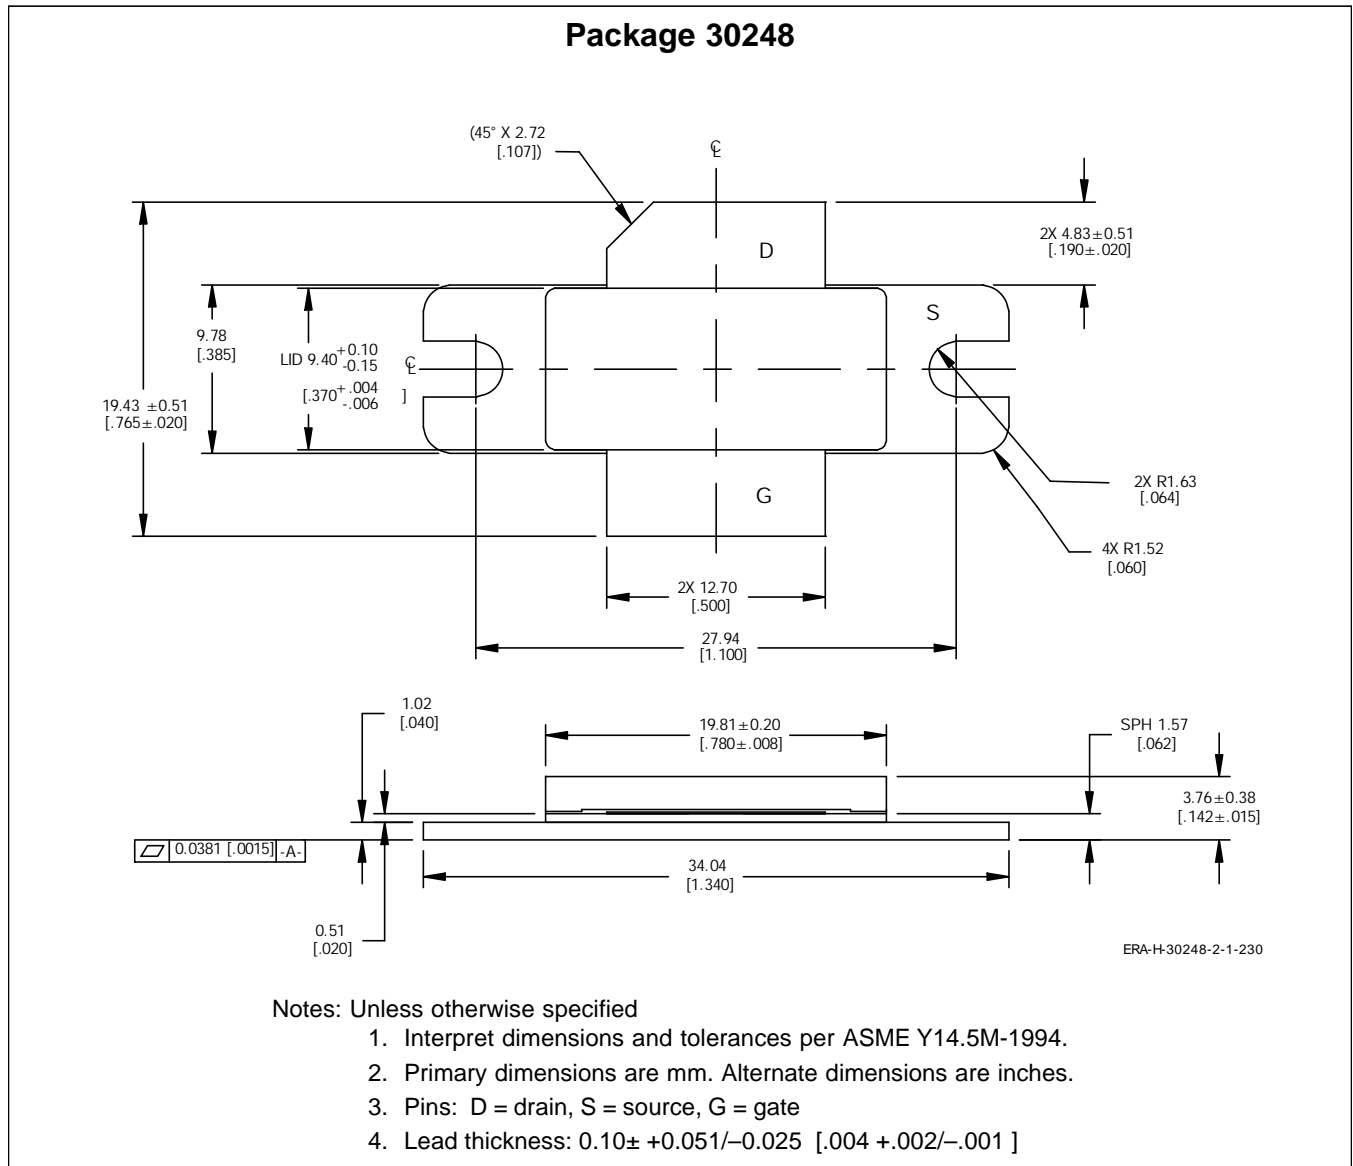 Package 30248
(45° X 2.72
[.107])
℄
D
2X 4.83±0.51
[.190±.020]
S
9.78
[.385]
LID 9.40 +0.10
-0.15
℄
[.370 +.004
-.006 ]
19.43 ±0.51
[.765±.020]
2X R1.63
[.064]
G
4X R1.52
[.060]
2X 12.70
[.500]
27.94
[1.100]
1.02
[.040]
19.81±0.20
[.780±.008]
SPH 1.57
[.062]
3.76±0.38
[.142±.015]
0.0381 [.0015] -A-
34.04
[1.340]
0.51
[.020]
ERA-H-30248-2-1-230
Notes: Unless otherwise specified
1. Interpret dimensions and tolerances per ASME Y14.5M-1994.
2. Primary dimensions are mm. Alternate dimensions are inches.
3. Pins: D = drain, S = source, G = gate
4. Lead thickness: 0.10± +0.051/–0.025 [.004 +.002/–.001 ]